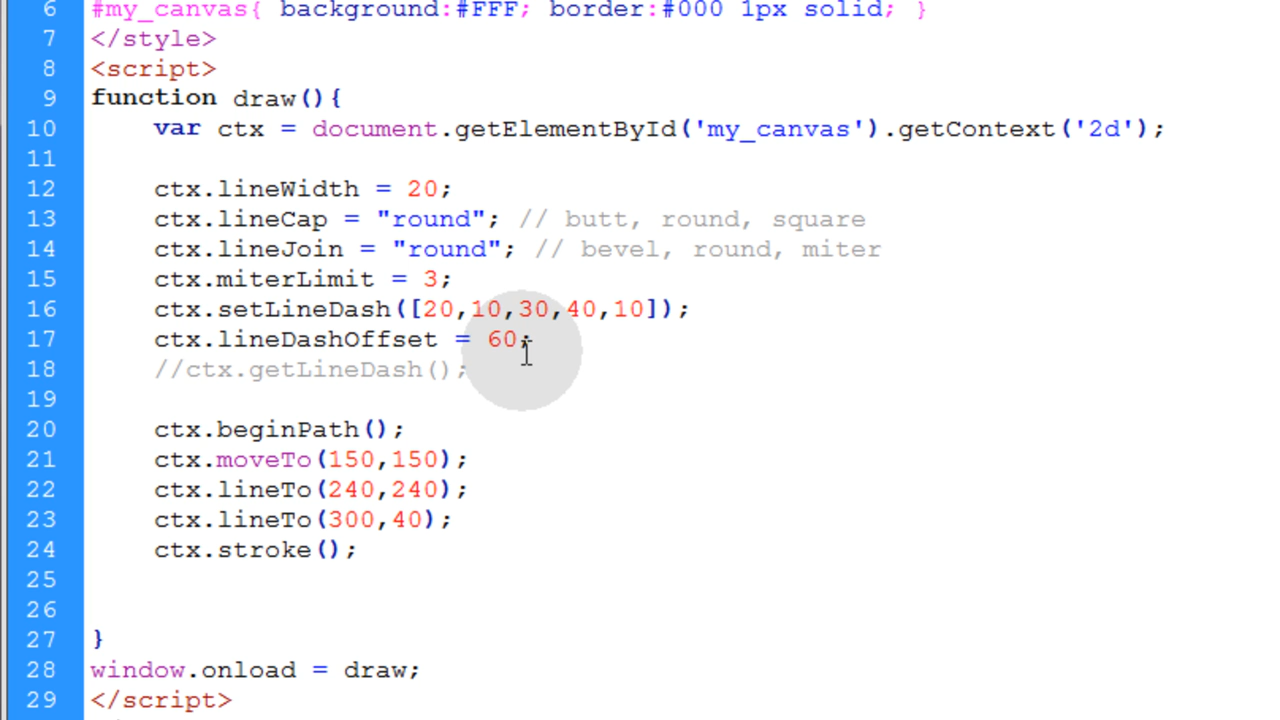 6 #my_canvas{ background:#FFF; border:#000 1px solid; }
7 </style>
8 <script>
9 function draw(){
10 var ctx = document.getElementById('my_canvas').getContext('2d');
11
12 ctx.lineWidth = 20;
13 ctx.lineCap = "round"; // butt, round, square
14 ctx.lineJoin = "round"; // bevel, round, miter
15 ctx.miterLimit = 3;
16 ctx.setLineDash([20,10,30,40,10]);
17 ctx.lineDashOffset = 60;
18 //ctx.getLineDash();
19
20 ctx.beginPath();
21 ctx.moveTo(150,150);
22 ctx.lineTo(240,240);
23 ctx.lineTo(300,40);
24 ctx.stroke();
25
26
27 }
28 window.onload = draw;
29 </script>